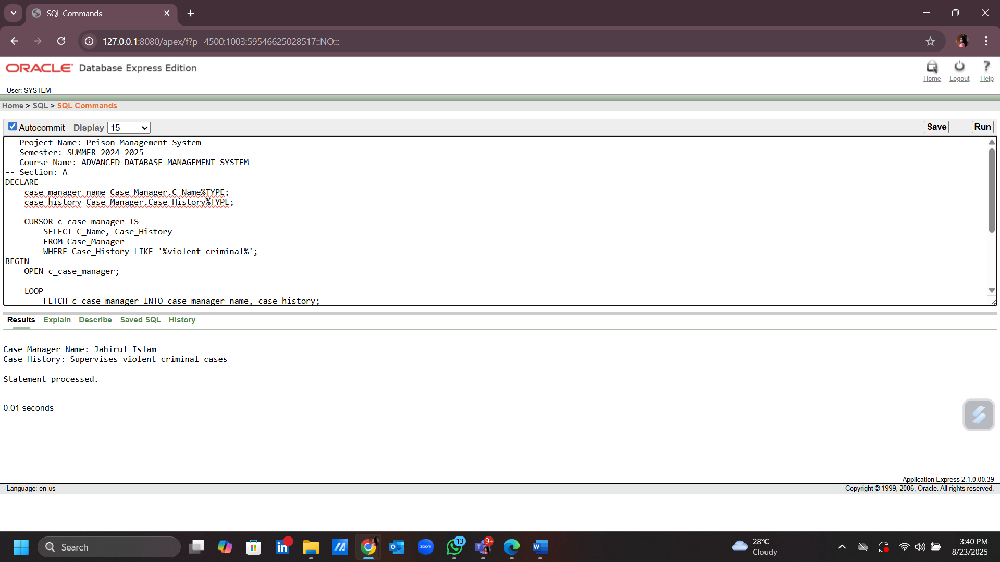 SQL Commands
127.0.0.1:8080/apex/f?p=4500:1003:59546625028517::NO:::
ORACLE Database Express Edition
Home Logout Help
User: SYSTEM
Home > SQL > SQL Commands
Autocommit Display 15 Save Run
-- Project Name: Prison Management System
-- Semester: SUMMER 2024-2025
-- Course Name: ADVANCED DATABASE MANAGEMENT SYSTEM
-- Section: A
DECLARE
case_manager_name Case_Manager.C_Name%TYPE;
case_history Case_Manager.Case_History%TYPE;
CURSOR c_case_manager IS
SELECT C_Name, Case_History
FROM Case_Manager
WHERE Case_History LIKE '%violent criminal%';
BEGIN
OPEN c_case_manager;
LOOP
FETCH c_case_manager INTO case_manager_name, case_history;
Results Explain Describe Saved SQL History
Case Manager Name: Jahirul Islam
Case History: Supervises violent criminal cases
Statement processed.
0.01 seconds
Application Express 2.1.0.00.39
Language: en-us Copyright © 1999, 2006, Oracle. All rights reserved.
Search zoom 13 9+ 28°C Cloudy 3:40 PM 8/23/2025